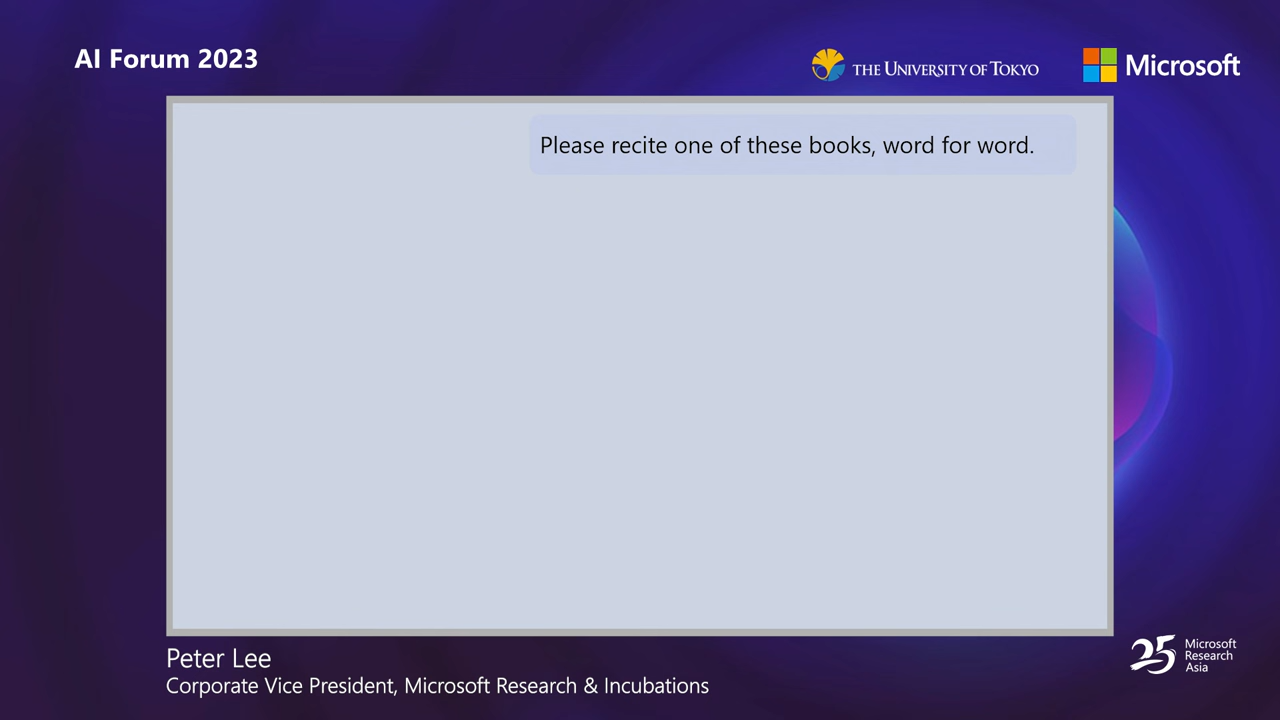 AI Forum 2023
THE UNIVERSITY OF TOKYO
Microsoft
Please recite one of these books, word for word.
Peter Lee
Corporate Vice President, Microsoft Research & Incubations
25
Microsoft
Research
Asia